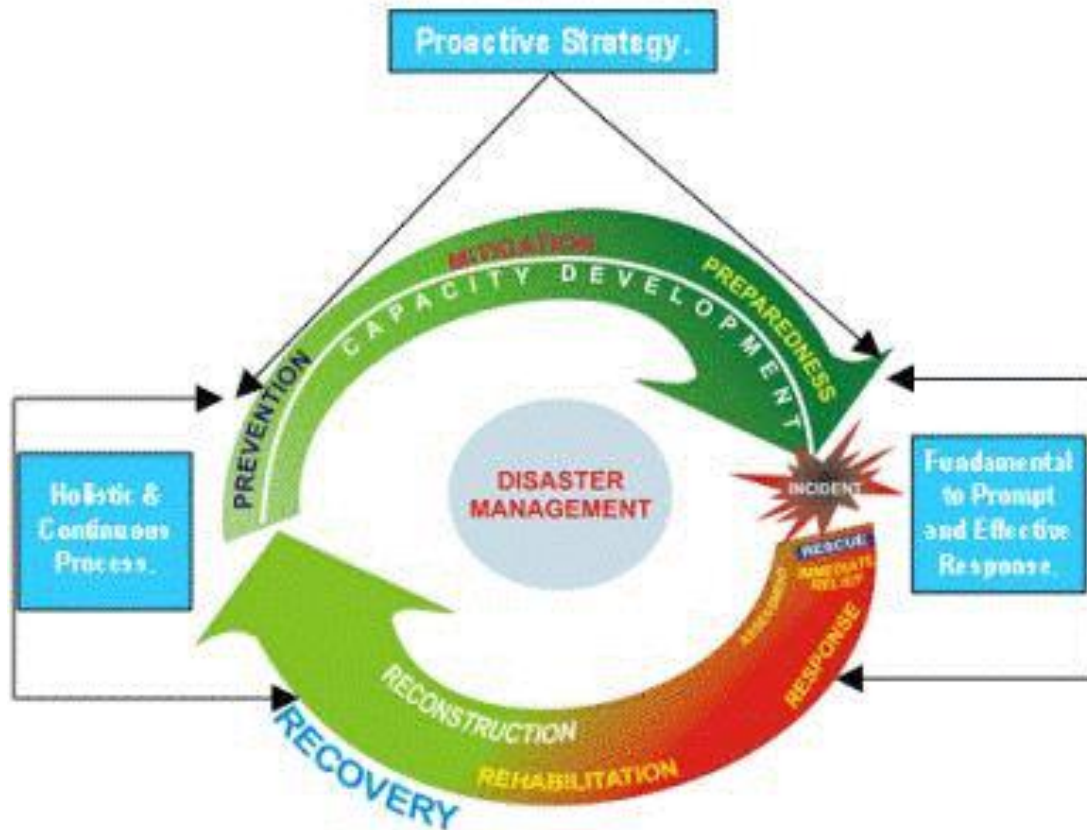 Proactive Strategy.
MITIGATION
CAPACITY DEVELOPMENT
PREPAREDNESS
PREVENTION
Holistic &
Continuous
Process.
DISASTER
MANAGEMENT
INCIDENT
Fundamental
to Prompt
and Effective
Response.
RESCUE
IMMEDIATE
RELIEF
ASSESSMENT
RESPONSE
RECONSTRUCTION
REHABILITATION
RECOVERY